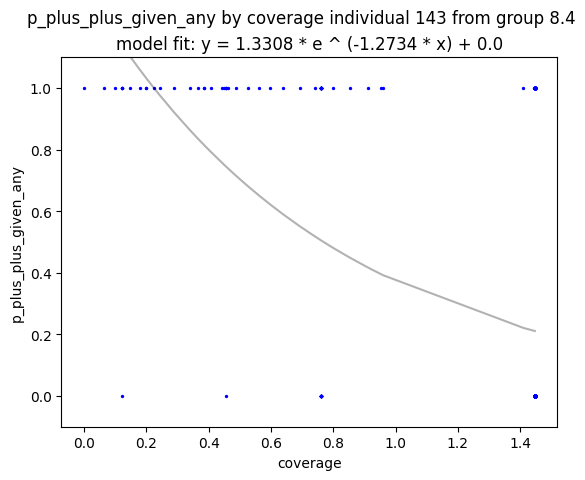 p_plus_plus_given_any by coverage individual 143 from group 8.4
model fit: y = 1.3308 * e ^ (-1.2734 * x) + 0.0
1.0
0.8
0.6
0.4
0.2
0.0
p_plus_plus_given_any
0.0 0.2 0.4 0.6 0.8 1.0 1.2 1.4
coverage